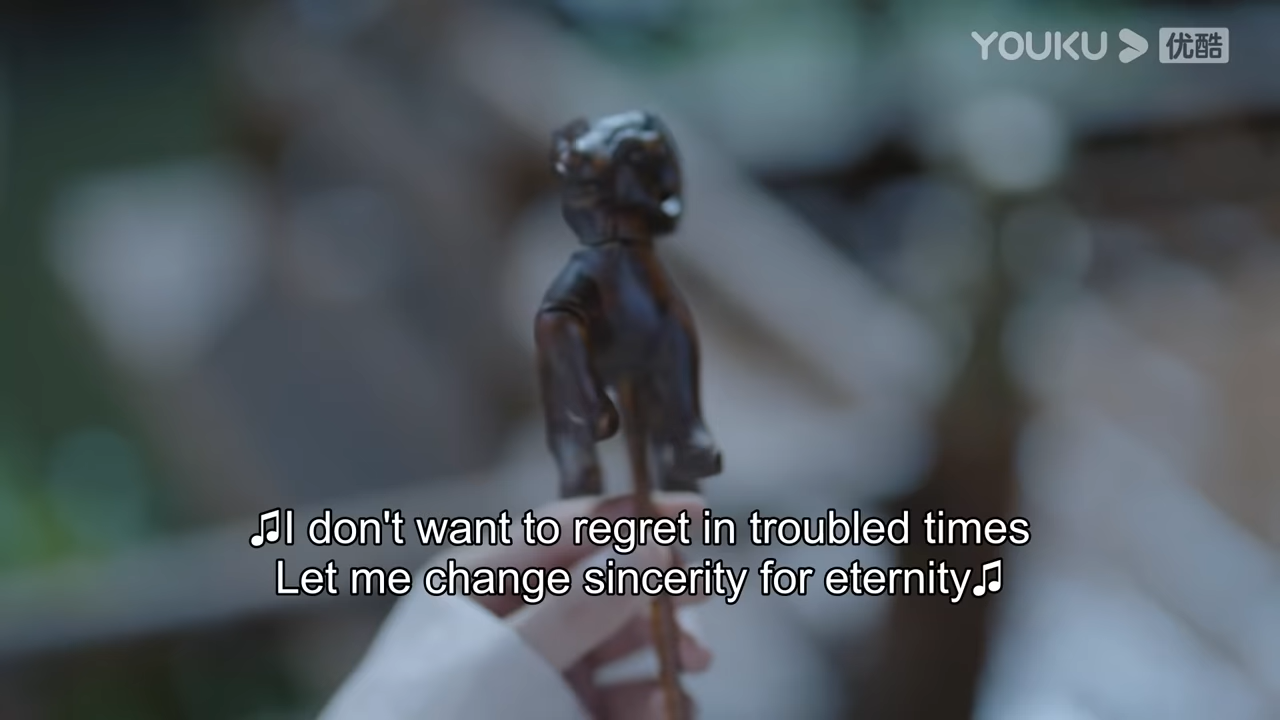 YOUKU 优酷
♫I don't want to regret in troubled times
Let me change sincerity for eternity♫